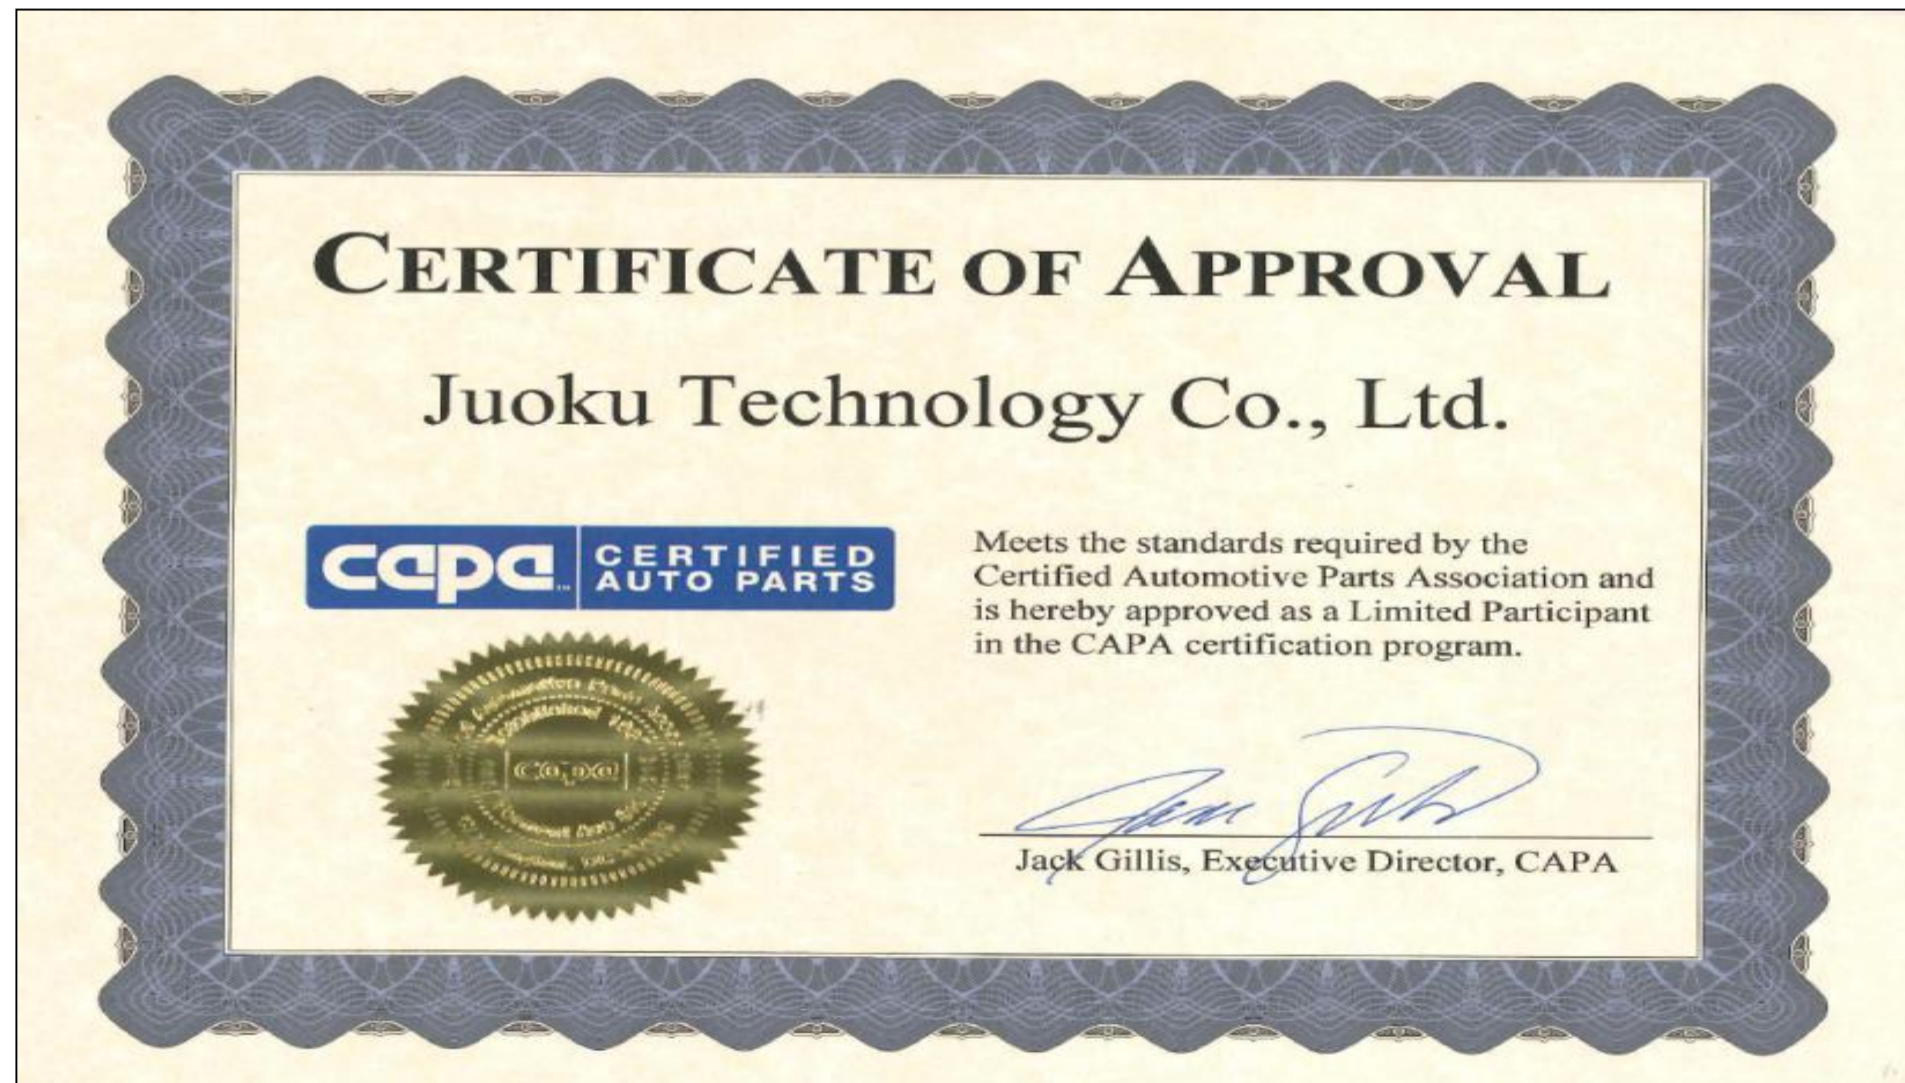 CERTIFICATE OF APPROVAL
Juoku Technology Co., Ltd.
capa™ CERTIFIED
AUTO PARTS
Meets the standards required by the
Certified Automotive Parts Association and
is hereby approved as a Limited Participant
in the CAPA certification program.
capa
Jack Gillis, Executive Director, CAPA